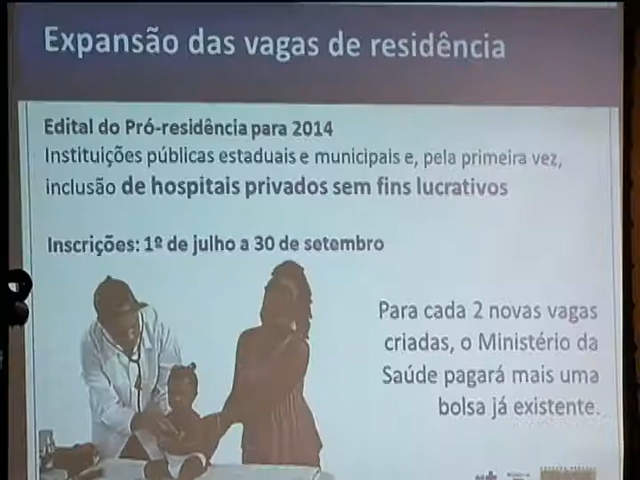 Expansão das vagas de residência
Edital do Pró-residência para 2014
Instituições públicas estaduais e municipais e, pela primeira vez,
inclusão de hospitais privados sem fins lucrativos
Inscrições: 1º de julho a 30 de setembro
Para cada 2 novas vagas
criadas, o Ministério da
Saúde pagará mais uma
bolsa já existente.